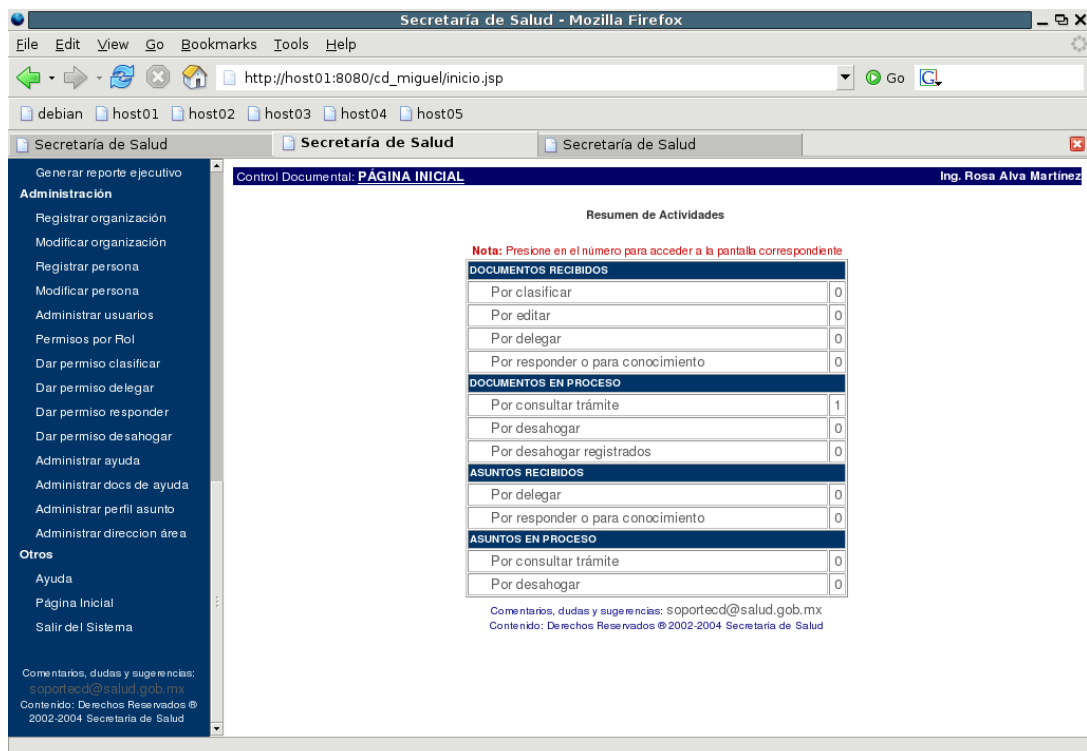 Secretaría de Salud - Mozilla Firefox
File Edit View Go Bookmarks Tools Help
http://host01:8080/cd_miguel/inicio.jsp Go
debian host01 host02 host03 host04 host05
Secretaría de Salud Secretaría de Salud Secretaría de Salud
Generar reporte ejecutivo
Administración
Registrar organización
Modificar organización
Registrar persona
Modificar persona
Administrar usuarios
Permisos por Rol
Dar permiso clasificar
Dar permiso delegar
Dar permiso responder
Dar permiso desahogar
Administrar ayuda
Administrar docs de ayuda
Administrar perfil asunto
Administrar direccion área
Otros
Ayuda
Página Inicial
Salir del Sistema
Comentarios, dudas y sugerencias:
soportecd@salud.gob.mx
Contenido: Derechos Reservados ®
2002-2004 Secretaría de Salud
Control Documental: PÁGINA INICIAL Ing. Rosa Alva Martínez
Resumen de Actividades
Nota: Presione en el número para acceder a la pantalla correspondiente
DOCUMENTOS RECIBIDOS
Por clasificar 0
Por editar 0
Por delegar 0
Por responder o para conocimiento 0
DOCUMENTOS EN PROCESO
Por consultar trámite 1
Por desahogar 0
Por desahogar registrados 0
ASUNTOS RECIBIDOS
Por delegar 0
Por responder o para conocimiento 0
ASUNTOS EN PROCESO
Por consultar trámite 0
Por desahogar 0
Comentarios, dudas y sugerencias: soportecd@salud.gob.mx
Contenido: Derechos Reservados ® 2002-2004 Secretaría de Salud